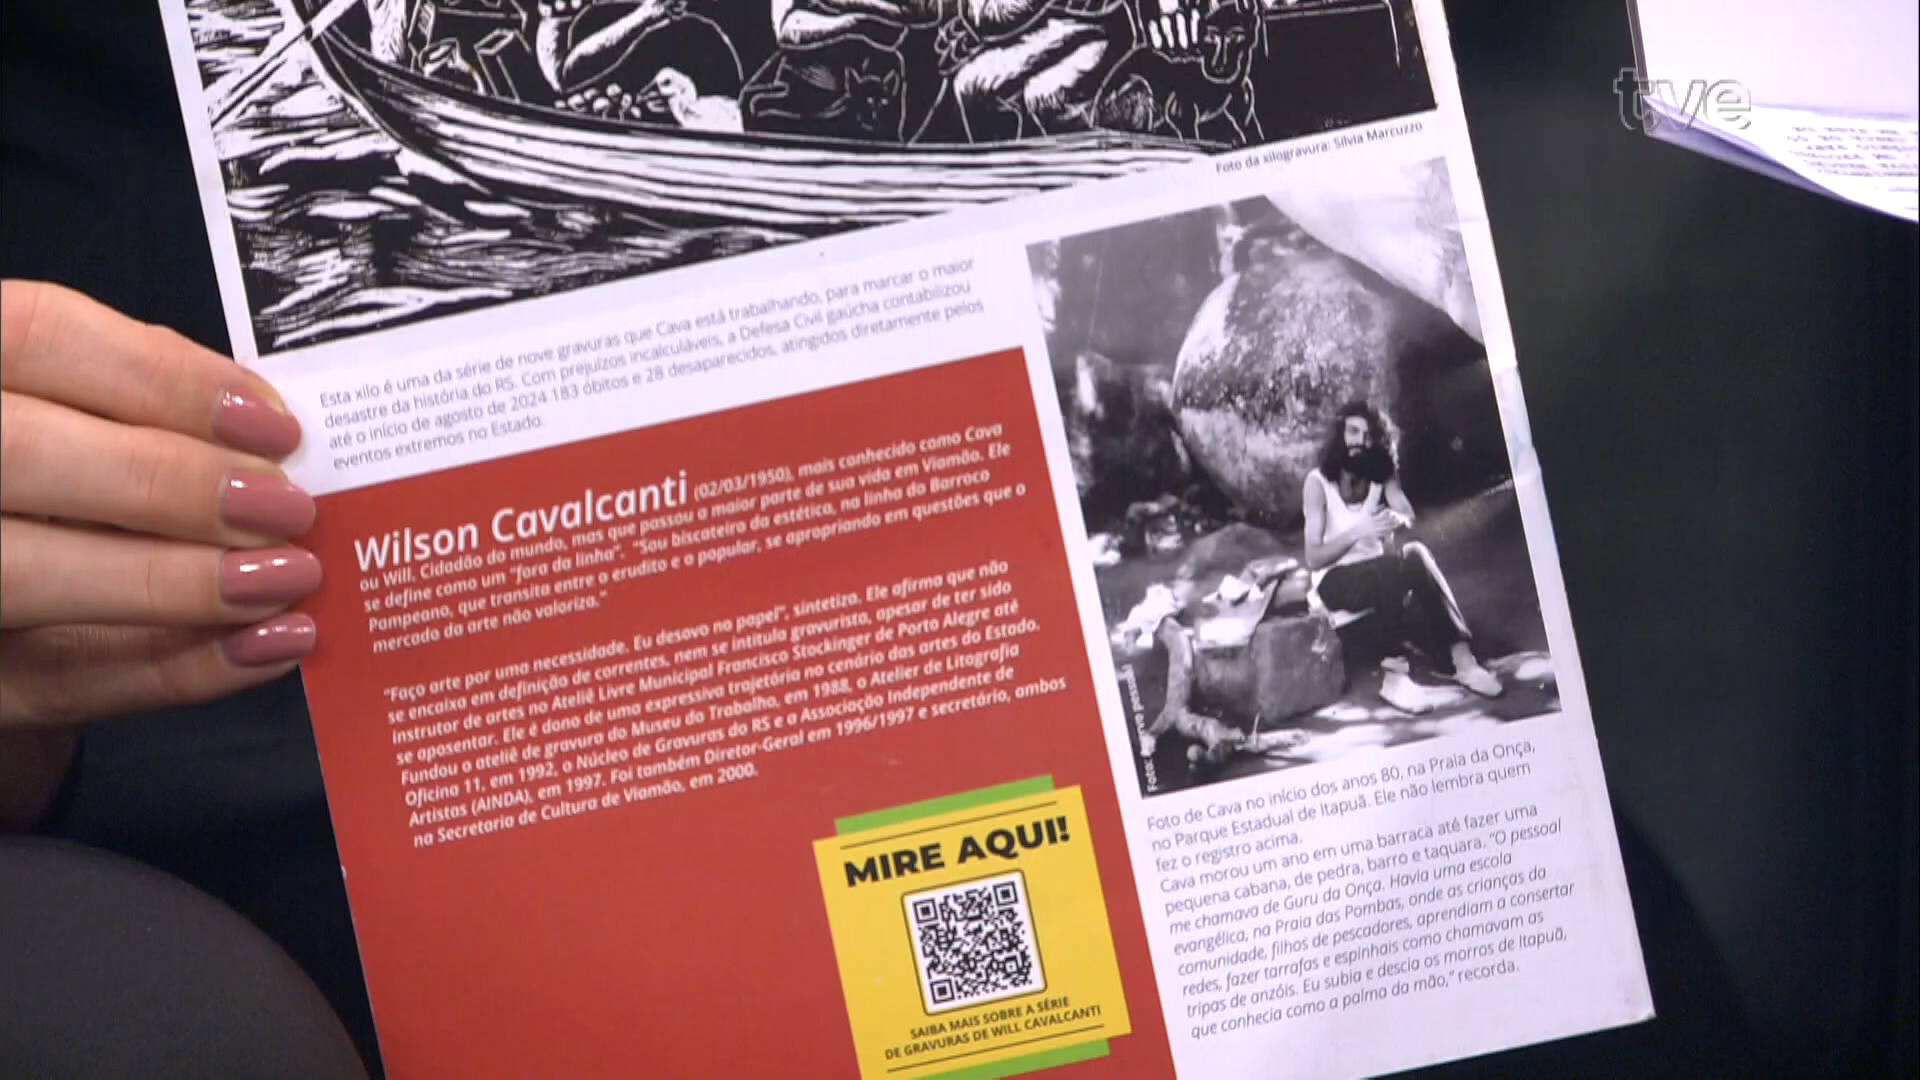 tve
Foto da xilogravura: Silvia Marcuzzo
Esta xilo é uma da série de nove gravuras que Cava está trabalhando, para marcar o maior
desastre da história do RS. Com prejuízos incalculáveis, a Defesa Civil gaúcha contabilizou
até o início de agosto de 2024 183 óbitos e 28 desaparecidos, atingidos diretamente pelos
eventos extremos no Estado.
Wilson Cavalcanti (02/03/1950), mais conhecido como Cava
ou Will. Cidadão do mundo, mas que passou a maior parte de sua vida em Viamão. Ele
se define como um "fora da linha". "Sou biscateiro da estética, na linha do Barroco
Pampeano, que transita entre o erudito e o popular, se apropriando em questões que o
mercado da arte não valoriza."
"Faço arte por uma necessidade. Eu desovo no papel", sintetiza. Ele afirma que não
se encaixa em definição de correntes, nem se intitula gravurista, apesar de ter sido
instrutor de artes no Ateliê Livre Municipal Francisco Stockinger de Porto Alegre até
se aposentar. Ele é dono de uma expressiva trajetória no cenário das artes do Estado.
Fundou o ateliê de gravura do Museu do Trabalho, em 1988, o Atelier de Litografia
Oficina 11, em 1992, o Núcleo de Gravuras do RS e a Associação Independente de
Artistas (AINDA), em 1997. Foi também Diretor-Geral em 1996/1997 e secretário, ambos
na Secretaria de Cultura de Viamão, em 2000.
MIRE AQUI!
SAIBA MAIS SOBRE A SÉRIE
DE GRAVURAS DE WILL CAVALCANTI
Foto: pessoal
Foto de Cava no início dos anos 80, na Praia da Onça,
no Parque Estadual de Itapuã. Ele não lembra quem
fez o registro acima.
Cava morou um ano em uma barraca até fazer uma
pequena cabana, de pedra, barro e taquara. "O pessoal
me chamava de Guru da Onça. Havia uma escola
evangélica, na Praia das Pombas, onde as crianças da
comunidade, filhos de pescadores, aprendiam a consertar
redes, fazer tarrafas e espinhais como chamavam as
tripas de anzóis. Eu subia e descia os morros de Itapuã,
que conhecia como a palma da mão," recorda.